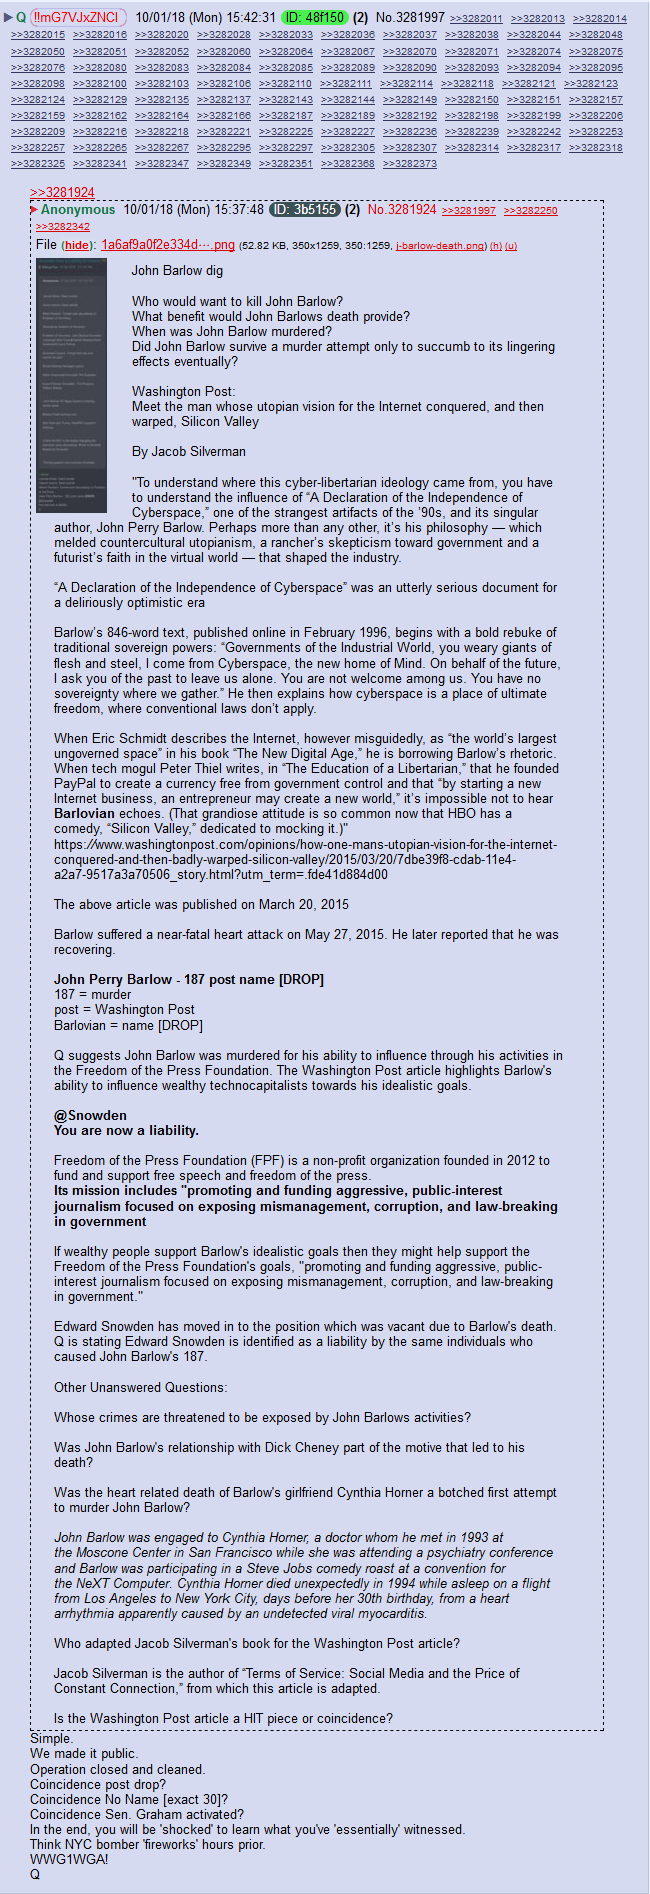 ▶ Q !!mG7VJxZNCI 10/01/18 (Mon) 15:42:31 ID: 48f150 (2) No.3281997 >>3282011 >>3282013 >>3282014
>>3282015 >>3282016 >>3282020 >>3282028 >>3282033 >>3282036 >>3282037 >>3282038 >>3282044 >>3282048
>>3282050 >>3282051 >>3282052 >>3282060 >>3282064 >>3282067 >>3282070 >>3282071 >>3282074 >>3282075
>>3282076 >>3282080 >>3282083 >>3282084 >>3282085 >>3282089 >>3282090 >>3282093 >>3282094 >>3282095
>>3282098 >>3282100 >>3282103 >>3282106 >>3282110 >>3282111 >>3282114 >>3282118 >>3282121 >>3282123
>>3282124 >>3282129 >>3282135 >>3282137 >>3282143 >>3282144 >>3282149 >>3282150 >>3282151 >>3282157
>>3282159 >>3282162 >>3282164 >>3282166 >>3282187 >>3282189 >>3282192 >>3282198 >>3282199 >>3282206
>>3282209 >>3282216 >>3282218 >>3282221 >>3282225 >>3282227 >>3282236 >>3282239 >>3282242 >>3282253
>>3282257 >>3282265 >>3282267 >>3282295 >>3282297 >>3282305 >>3282307 >>3282314 >>3282317 >>3282318
>>3282325 >>3282341 >>3282347 >>3282349 >>3282351 >>3282368 >>3282373
>>3281924
Anonymous 10/01/18 (Mon) 15:37:48 ID: 3b5155 (2) No.3281924 >>3281997 >>3282250
>>3282342
File (hide): 1a6af9a0f2e334d⋯.png (52.82 KB, 350x1259, 350:1259, j-barlow-death.png) (h) (u)
John Barlow dig
Who would want to kill John Barlow?
What benefit would John Barlows death provide?
When was John Barlow murdered?
Did John Barlow survive a murder attempt only to succumb to its lingering
effects eventually?
Washington Post:
Meet the man whose utopian vision for the Internet conquered, and then
warped, Silicon Valley
By Jacob Silverman
"To understand where this cyber-libertarian ideology came from, you have
to understand the influence of “A Declaration of the Independence of
Cyberspace,” one of the strangest artifacts of the ’90s, and its singular
author, John Perry Barlow. Perhaps more than any other, it’s his philosophy — which
melded countercultural utopianism, a rancher’s skepticism toward government and a
futurist’s faith in the virtual world — that shaped the industry.
“A Declaration of the Independence of Cyberspace” was an utterly serious document for
a deliriously optimistic era
Barlow’s 846-word text, published online in February 1996, begins with a bold rebuke of
traditional sovereign powers: “Governments of the Industrial World, you weary giants of
flesh and steel, I come from Cyberspace, the new home of Mind. On behalf of the future,
I ask you of the past to leave us alone. You are not welcome among us. You have no
sovereignty where we gather.” He then explains how cyberspace is a place of ultimate
freedom, where conventional laws don’t apply.
When Eric Schmidt describes the Internet, however misguidedly, as “the world’s largest
ungoverned space” in his book “The New Digital Age,” he is borrowing Barlow’s rhetoric.
When tech mogul Peter Thiel writes, in “The Education of a Libertarian,” that he founded
PayPal to create a currency free from government control and that “by starting a new
Internet business, an entrepreneur may create a new world,” it’s impossible not to hear
Barlovian echoes. (That grandiose attitude is so common now that HBO has a
comedy, “Silicon Valley,” dedicated to mocking it.)"
https://www.washingtonpost.com/opinions/how-one-mans-utopian-vision-for-the-internet-
conquered-and-then-badly-warped-silicon-valley/2015/03/20/7dbe39f8-cdab-11e4-
a2a7-9517a3a70506_story.html?utm_term=.fde41d884d00
The above article was published on March 20, 2015
Barlow suffered a near-fatal heart attack on May 27, 2015. He later reported that he was
recovering.
John Perry Barlow - 187 post name [DROP]
187 = murder
post = Washington Post
Barlovian = name [DROP]
Q suggests John Barlow was murdered for his ability to influence through his activities in
the Freedom of the Press Foundation. The Washington Post article highlights Barlow's
ability to influence wealthy technocapitalists towards his idealistic goals.
@Snowden
You are now a liability.
Freedom of the Press Foundation (FPF) is a non-profit organization founded in 2012 to
fund and support free speech and freedom of the press.
Its mission includes "promoting and funding aggressive, public-interest
journalism focused on exposing mismanagement, corruption, and law-breaking
in government
If wealthy people support Barlow's idealistic goals then they might help support the
Freedom of the Press Foundation's goals, "promoting and funding aggressive, public-
interest journalism focused on exposing mismanagement, corruption, and law-breaking
in government."
Edward Snowden has moved in to the position which was vacant due to Barlow's death.
Q is stating Edward Snowden is identified as a liability by the same individuals who
caused John Barlow's 187.
Other Unanswered Questions:
Whose crimes are threatened to be exposed by John Barlows activities?
Was John Barlow's relationship with Dick Cheney part of the motive that led to his
death?
Was the heart related death of Barlow's girlfriend Cynthia Horner a botched first attempt
to murder John Barlow?
John Barlow was engaged to Cynthia Horner, a doctor whom he met in 1993 at
the Moscone Center in San Francisco while she was attending a psychiatry conference
and Barlow was participating in a Steve Jobs comedy roast at a convention for
the NeXT Computer. Cynthia Horner died unexpectedly in 1994 while asleep on a flight
from Los Angeles to New York City, days before her 30th birthday, from a heart
arrhythmia apparently caused by an undetected viral myocarditis.
Who adapted Jacob Silverman's book for the Washington Post article?
Jacob Silverman is the author of “Terms of Service: Social Media and the Price of
Constant Connection,” from which this article is adapted.
Is the Washington Post article a HIT piece or coincidence?
Simple.
We made it public.
Operation closed and cleaned.
Coincidence post drop?
Coincidence No Name [exact 30]?
Coincidence Sen. Graham activated?
In the end, you will be 'shocked' to learn what you've 'essentially' witnessed.
Think NYC bomber 'fireworks' hours prior.
WWG1WGA!
Q